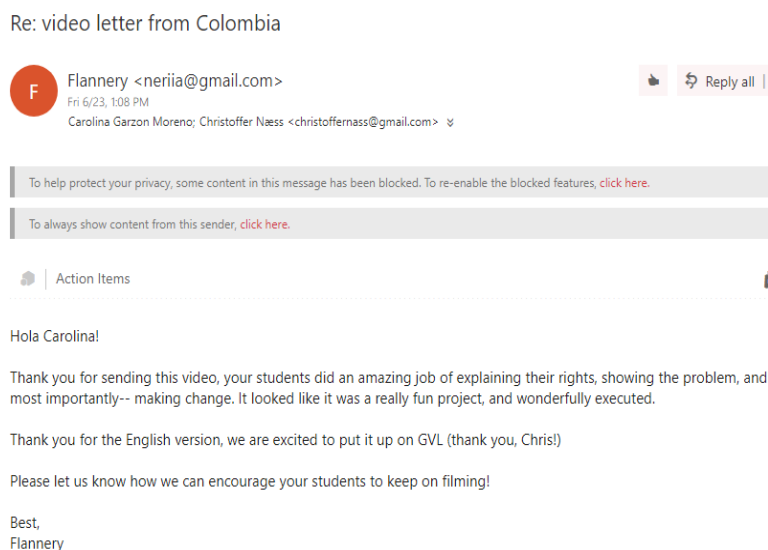 Re: video letter from Colombia
F
Flannery <neriia@gmail.com>
Fri 6/23, 1:08 PM
Carolina Garzon Moreno; Christoffer Næss <christoffernass@gmail.com>
Reply all |
To help protect your privacy, some content in this message has been blocked. To re-enable the blocked features, click here.
To always show content from this sender, click here.
Action Items
Hola Carolina!
Thank you for sending this video, your students did an amazing job of explaining their rights, showing the problem, and
most importantly-- making change. It looked like it was a really fun project, and wonderfully executed.
Thank you for the English version, we are excited to put it up on GVL (thank you, Chris!)
Please let us know how we can encourage your students to keep on filming!
Best,
Flannery